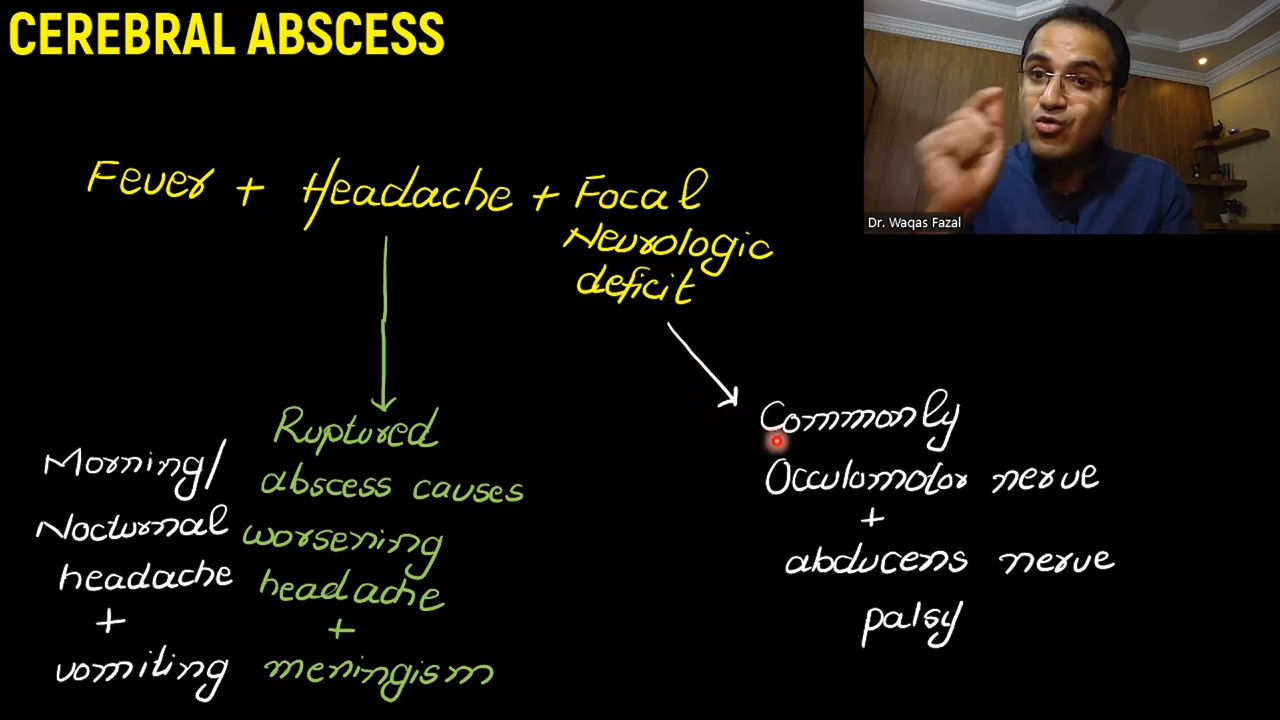 CEREBRAL ABSCESS
Dr. Waqas Fazal
Fever + Headache + Focal
Neurologic
deficit
Morning/
Nocturnal
headache
+
vomiting
Ruptured
abscess causes
worsening
headache
+
meningism
Commonly
Occulomotor nerve
+
abducens nerve
palsy